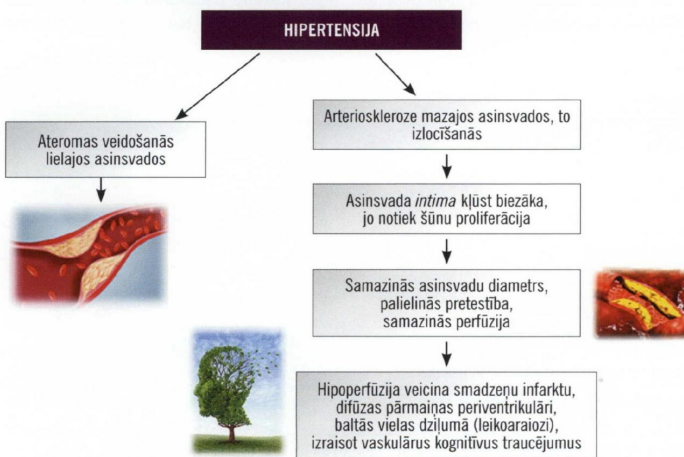 HIPERTENSIJA
Ateromas veidošanās
lielajos asinsvados
Arterioskleroze mazajos asinsvados, to
izlocīšanās
Asinsvada intima kļūst biezāka,
jo notiek šūnu proliferācija
Samazinās asinsvadu diametrs,
palielinās pretestība,
samazinās perfūzija
Hipoperfūzija veicina smadzeņu infarktu,
difūzas pārmaiņas periventrikulāri,
baltās vielas dziļumā (leikoaraiozi),
izraisot vaskulārus kognitīvus traucējumus